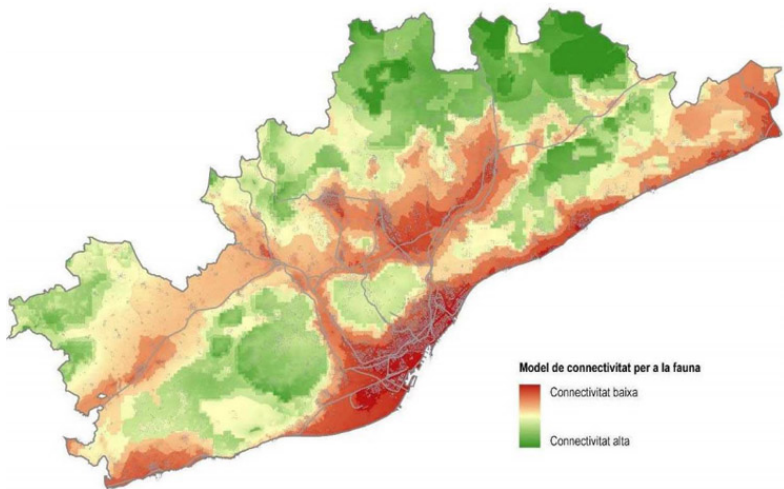 Model de connectivitat per a la fauna
Connectivitat baixa
Connectivitat alta